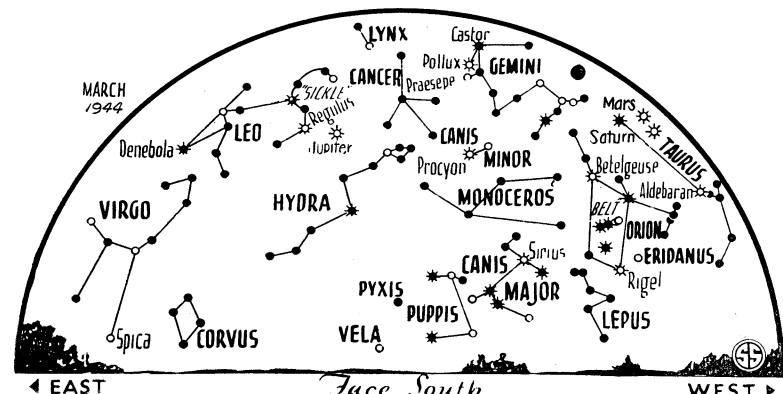 LYNX
Castor
Pollux
GEMINI
CANCER
Praesepe
MARCH
1944
"SICKLE"
Regulus
Mars
Saturn
LEO
Jupiter
CANIS
MINOR
Procyon
TAURUS
Denebola
Betelgeuse
Aldebaran
HYDRA
MONOCEROS
VIRGO
BELT
ORION
ERIDANUS
CANIS
MAJOR
Sirius
Rigel
PYXIS
PUPPIS
LEPUS
Spica
CORVUS
VELA
SS
EAST
Face South
WEST